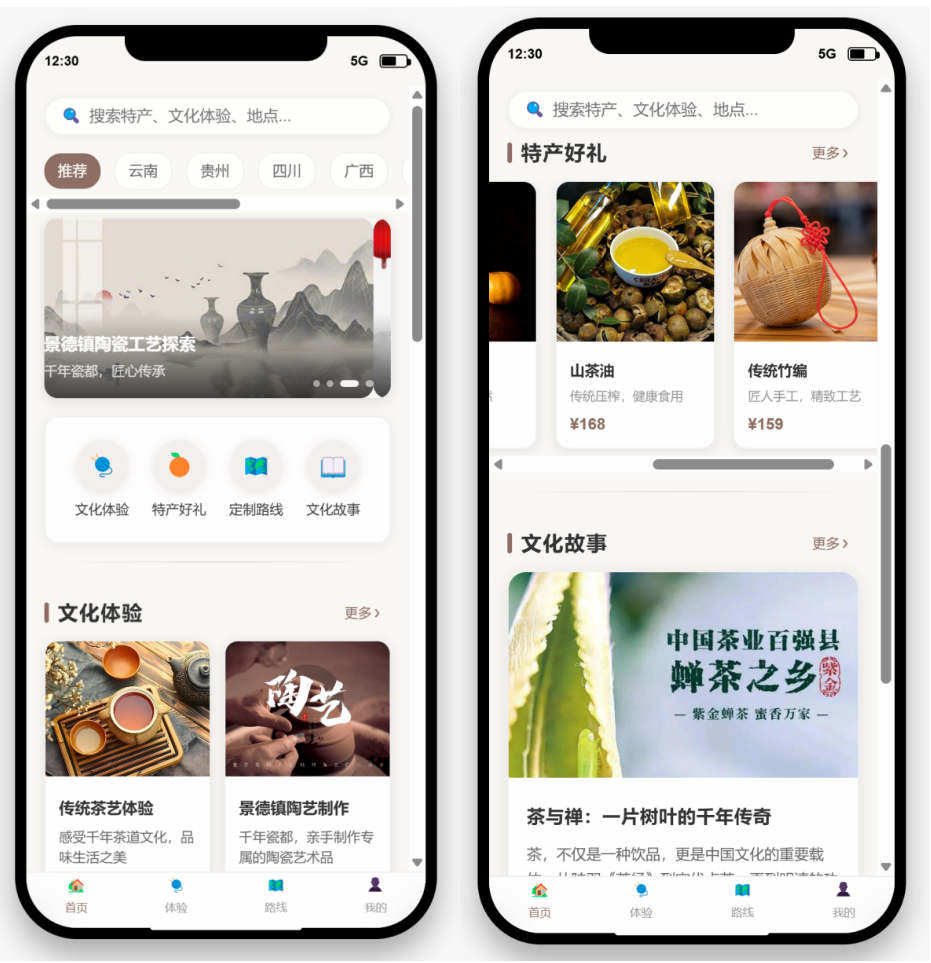 12:30
5G
搜索特产、文化体验、地点...
推荐
云南
贵州
四川
广西
景德镇陶瓷工艺探索
千年瓷都，匠心传承
文化体验
特产好礼
定制路线
文化故事
文化体验
更多›
陶艺
传统茶艺体验
感受千年茶道文化，品
味生活之美
景德镇陶艺制作
千年瓷都，亲手制作专
属的陶瓷艺术品
首页
体验
路线
我的
12:30
5G
搜索特产、文化体验、地点...
特产好礼
更多›
山茶油
传统压榨，健康食用
¥168
传统竹编
匠人手工，精致工艺
¥159
文化故事
更多›
中国茶业百强县
蝉茶之乡
紫金
— 紫金蝉茶 蜜香万家 —
茶与禅：一片树叶的千年传奇
茶，不仅是一种饮品，更是中国文化的重要载
首页
体验
路线
我的